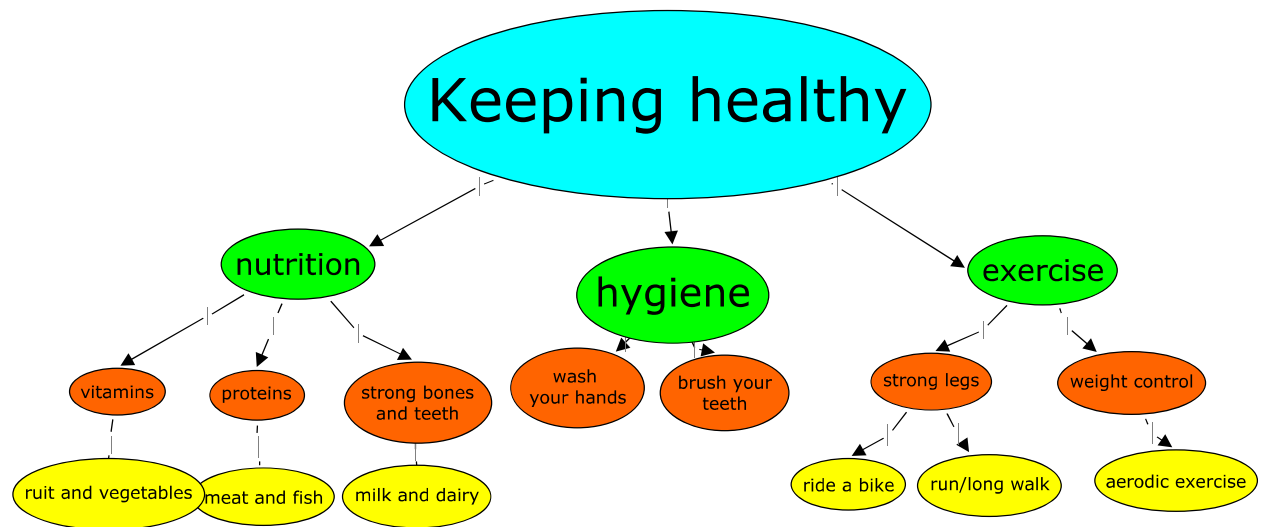 Keeping healthy
nutrition
hygiene
exercise
vitamins
proteins
strong bones
and teeth
wash
your hands
brush your
teeth
strong legs
weight control
ruit and vegetables
meat and fish
milk and dairy
ride a bike
run/long walk
aerodic exercise